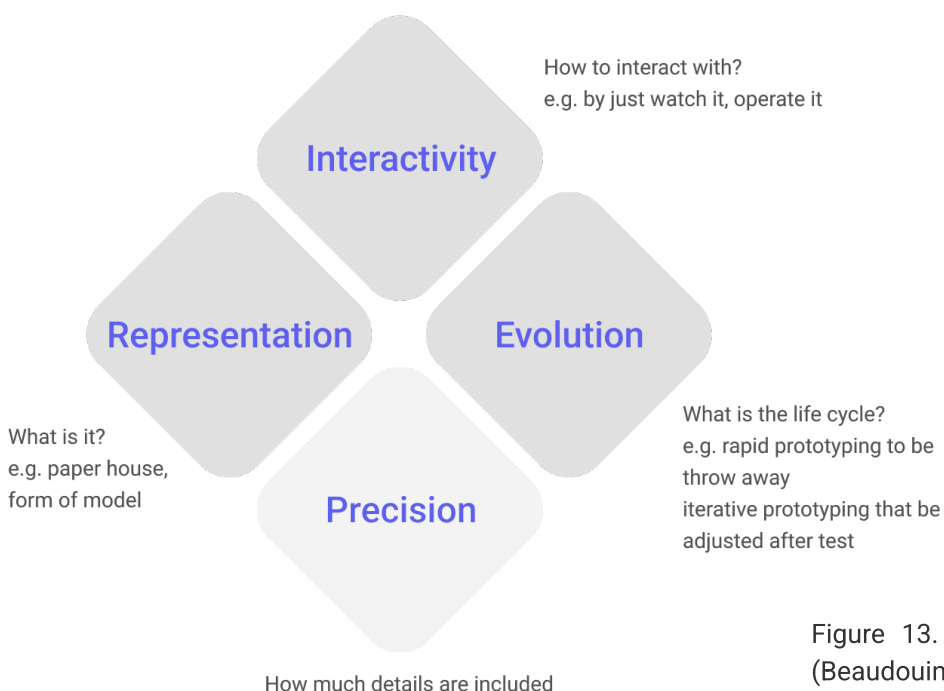 How to interact with?
e.g. by just watch it, operate it
Interactivity
Representation
Evolution
What is it?
e.g. paper house,
form of model
What is the life cycle?
e.g. rapid prototyping to be
throw away
iterative prototyping that be
adjusted after test
Precision
How much details are included
Figure 13.
(Beaudouin